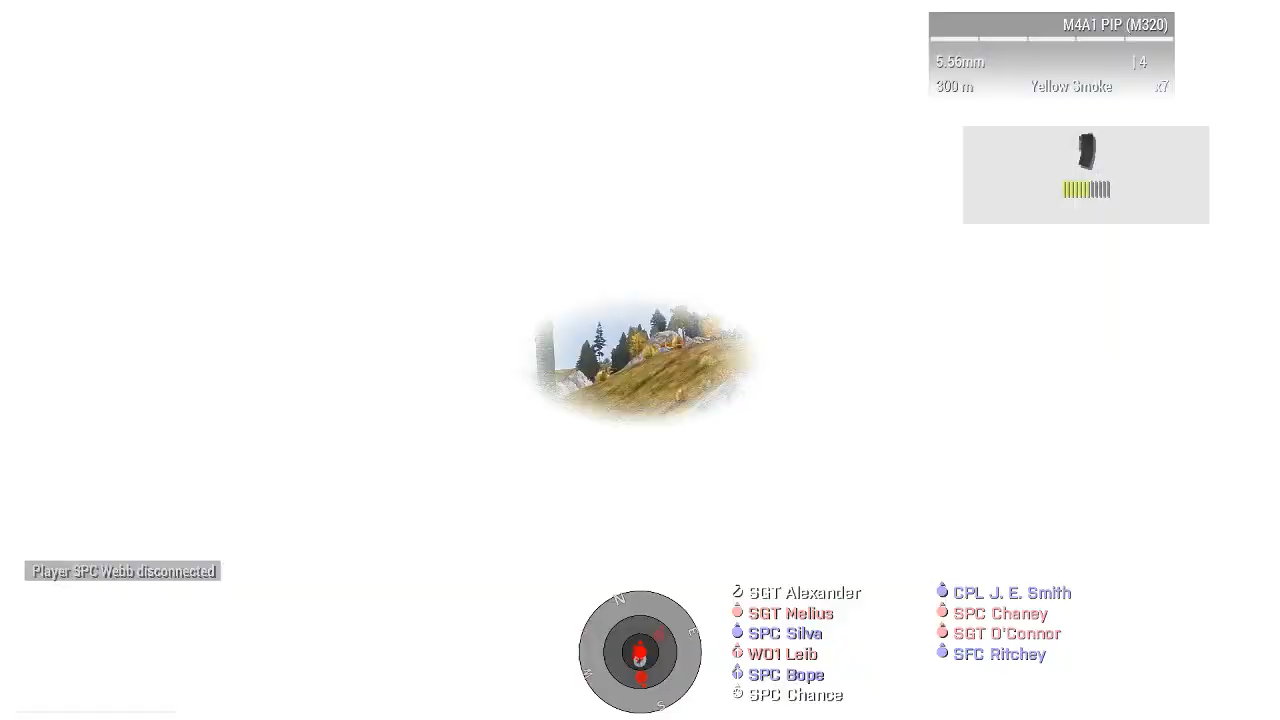 M4A1 PIP (M320)
5.56mm | 4
300 m Yellow Smoke x7
Player SPC Webb disconnected
N
E
W
S
SGT Alexander
SGT Melius
SPC Silva
WO1 Leib
SPC Bope
SPC Chance
CPL J. E. Smith
SPC Chaney
SGT O'Connor
SFC Ritchey